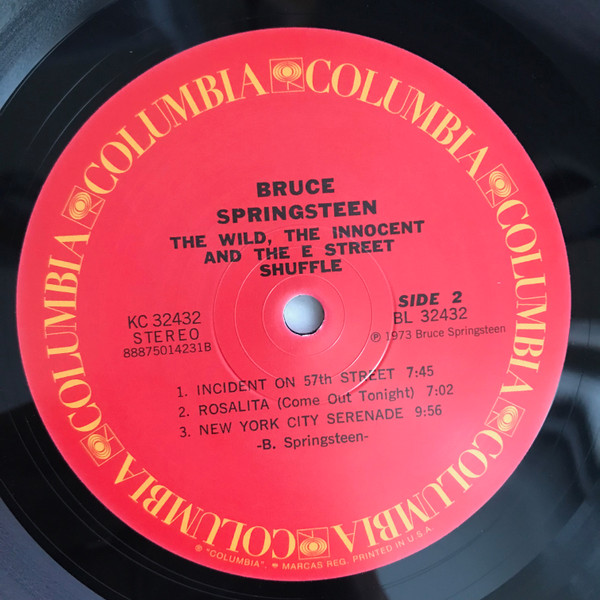 COLUMBIA COLUMBIA COLUMBIA COLUMBIA COLUMBIA COLUMBIA COLUMBIA COLUMBIA
BRUCE
SPRINGSTEEN
THE WILD, THE INNOCENT
AND THE E STREET
SHUFFLE
KC 32432
STEREO
88875014231B
SIDE 2
BL 32432
℗ 1973 Bruce Springsteen
1. INCIDENT ON 57th STREET 7:45
2. ROSALITA (Come Out Tonight) 7:02
3. NEW YORK CITY SERENADE 9:56
-B. Springsteen-
® "COLUMBIA", MARCAS REG. PRINTED IN U.S.A.